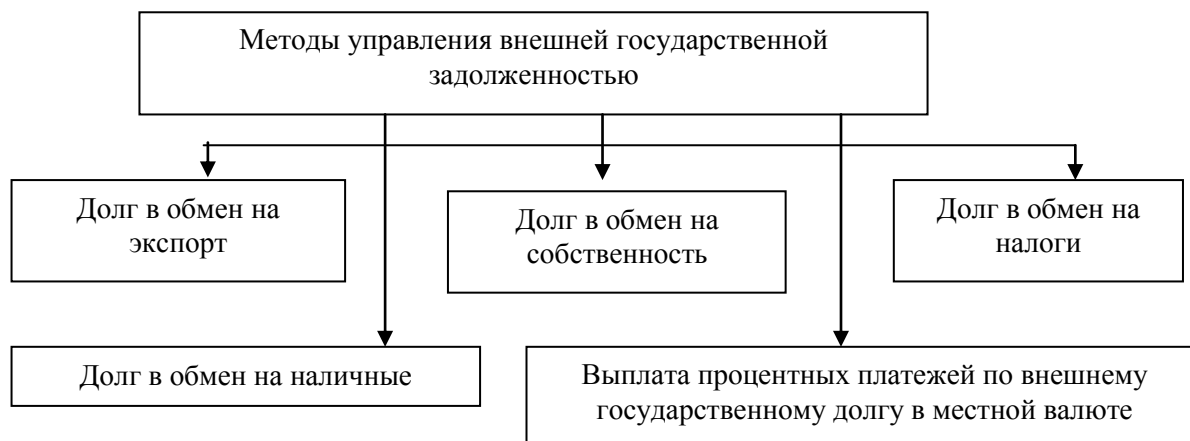 Методы управления внешней государственной
задолженностью
Долг в обмен на
экспорт
Долг в обмен на
собственность
Долг в обмен на
налоги
Долг в обмен на наличные
Выплата процентных платежей по внешнему
государственному долгу в местной валюте